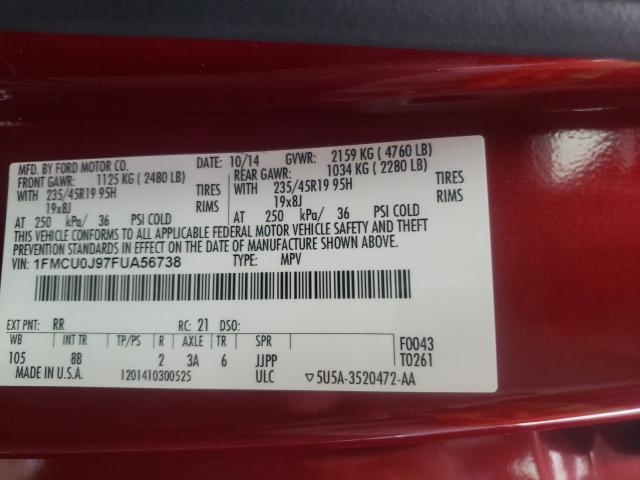 MFD. BY FORD MOTOR CO. DATE: 10/14 GVWR: 2159 KG ( 4760 LB)
FRONT GAWR: 1125 KG ( 2480 LB) REAR GAWR: 1034 KG ( 2280 LB)
WITH 235/45R19 95H TIRES WITH 235/45R19 95H TIRES
19x8J RIMS 19x8J RIMS
AT 250 kPa/ 36 PSI COLD AT 250 kPa/ 36 PSI COLD
THIS VEHICLE CONFORMS TO ALL APPLICABLE FEDERAL MOTOR VEHICLE SAFETY AND THEFT
PREVENTION STANDARDS IN EFFECT ON THE DATE OF MANUFACTURE SHOWN ABOVE.
VIN: 1FMCU0J97FUA56738 TYPE: MPV
EXT PNT: RR RC: 21 DSO:
WB INT TR TP/PS R AXLE TR SPR F0043
105 8B 2 3A 6 JJPP T0261
MADE IN U.S.A. 1201410300525 ULC ▽5U5A-3520472-AA